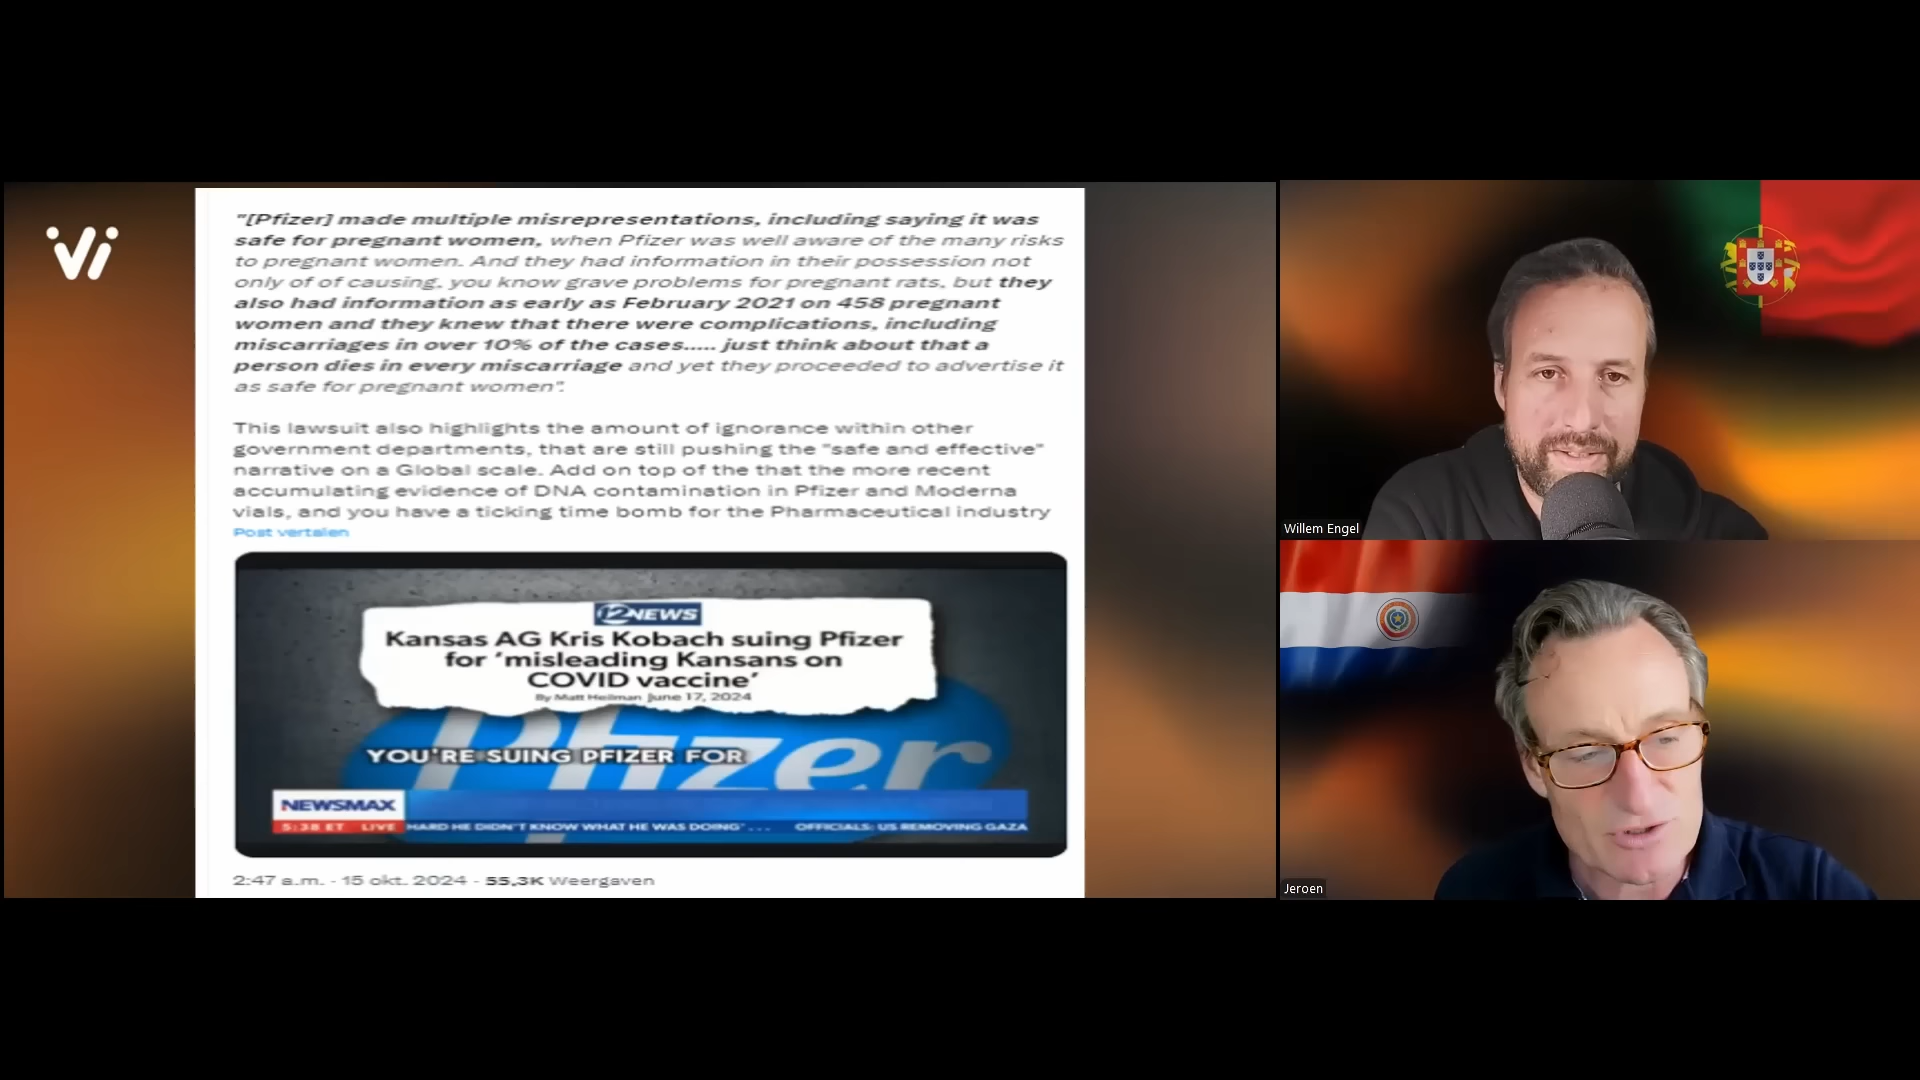 "[Pfizer] made multiple misrepresentations, including saying it was
safe for pregnant women, when Pfizer was well aware of the many risks
to pregnant women. And they had information in their possession not
only of of causing, you know grave problems for pregnant rats, but they
also had information as early as February 2021 on 458 pregnant
women and they knew that there were complications, including
miscarriages in over 10% of the cases..... just think about that a
person dies in every miscarriage and yet they proceeded to advertise it
as safe for pregnant women".
This lawsuit also highlights the amount of ignorance within other
government departments, that are still pushing the "safe and effective"
narrative on a Global scale. Add on top of the that the more recent
accumulating evidence of DNA contamination in Pfizer and Moderna
vials, and you have a ticking time bomb for the Pharmaceutical industry
Post vertalen
12 NEWS
Kansas AG Kris Kobach suing Pfizer
for 'misleading Kansans on
COVID vaccine'
By Matt Heilman June 17, 2024
Pfizer
YOU'RE SUING PFIZER FOR
NEWSMAX
5:38 ET LIVE HARD HE DIDN'T KNOW WHAT HE WAS DOING' ... OFFICIALS: US REMOVING GAZA
2:47 a.m. · 15 okt. 2024 · 55,3K Weergaven
Willem Engel
Jeroen